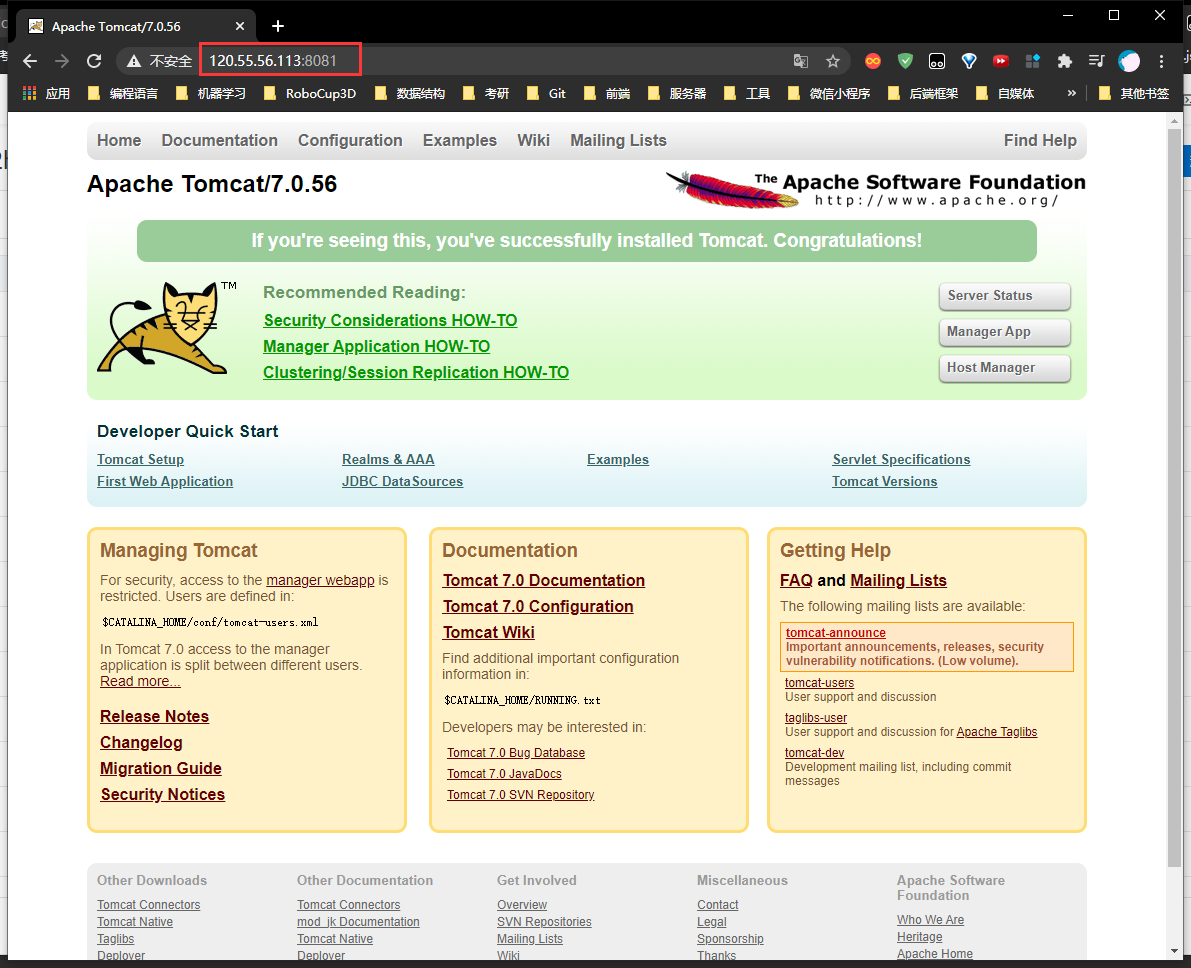 Apache Tomcat/7.0.56
不安全 120.55.56.113:8081
应用 编程语言 机器学习 RoboCup3D 数据结构 考研 Git 前端 服务器 工具 微信小程序 后端框架 自媒体 » 其他书签
Home Documentation Configuration Examples Wiki Mailing Lists Find Help
Apache Tomcat/7.0.56
The Apache Software Foundation
http://www.apache.org/
If you're seeing this, you've successfully installed Tomcat. Congratulations!
TM
Recommended Reading:
Security Considerations HOW-TO
Manager Application HOW-TO
Clustering/Session Replication HOW-TO
Server Status
Manager App
Host Manager
Developer Quick Start
Tomcat Setup
First Web Application
Realms & AAA
JDBC DataSources
Examples
Servlet Specifications
Tomcat Versions
Managing Tomcat
For security, access to the manager webapp is
restricted. Users are defined in:
$CATALINA_HOME/conf/tomcat-users.xml
In Tomcat 7.0 access to the manager
application is split between different users.
Read more...
Release Notes
Changelog
Migration Guide
Security Notices
Documentation
Tomcat 7.0 Documentation
Tomcat 7.0 Configuration
Tomcat Wiki
Find additional important configuration
information in:
$CATALINA_HOME/RUNNING.txt
Developers may be interested in:
Tomcat 7.0 Bug Database
Tomcat 7.0 JavaDocs
Tomcat 7.0 SVN Repository
Getting Help
FAQ and Mailing Lists
The following mailing lists are available:
tomcat-announce
Important announcements, releases, security
vulnerability notifications. (Low volume).
tomcat-users
User support and discussion
taglibs-user
User support and discussion for Apache Taglibs
tomcat-dev
Development mailing list, including commit
messages
Other Downloads
Tomcat Connectors
Tomcat Native
Taglibs
Deployer
Other Documentation
Tomcat Connectors
mod_jk Documentation
Tomcat Native
Deployer
Get Involved
Overview
SVN Repositories
Mailing Lists
Wiki
Miscellaneous
Contact
Legal
Sponsorship
Thanks
Apache Software
Foundation
Who We Are
Heritage
Apache Home